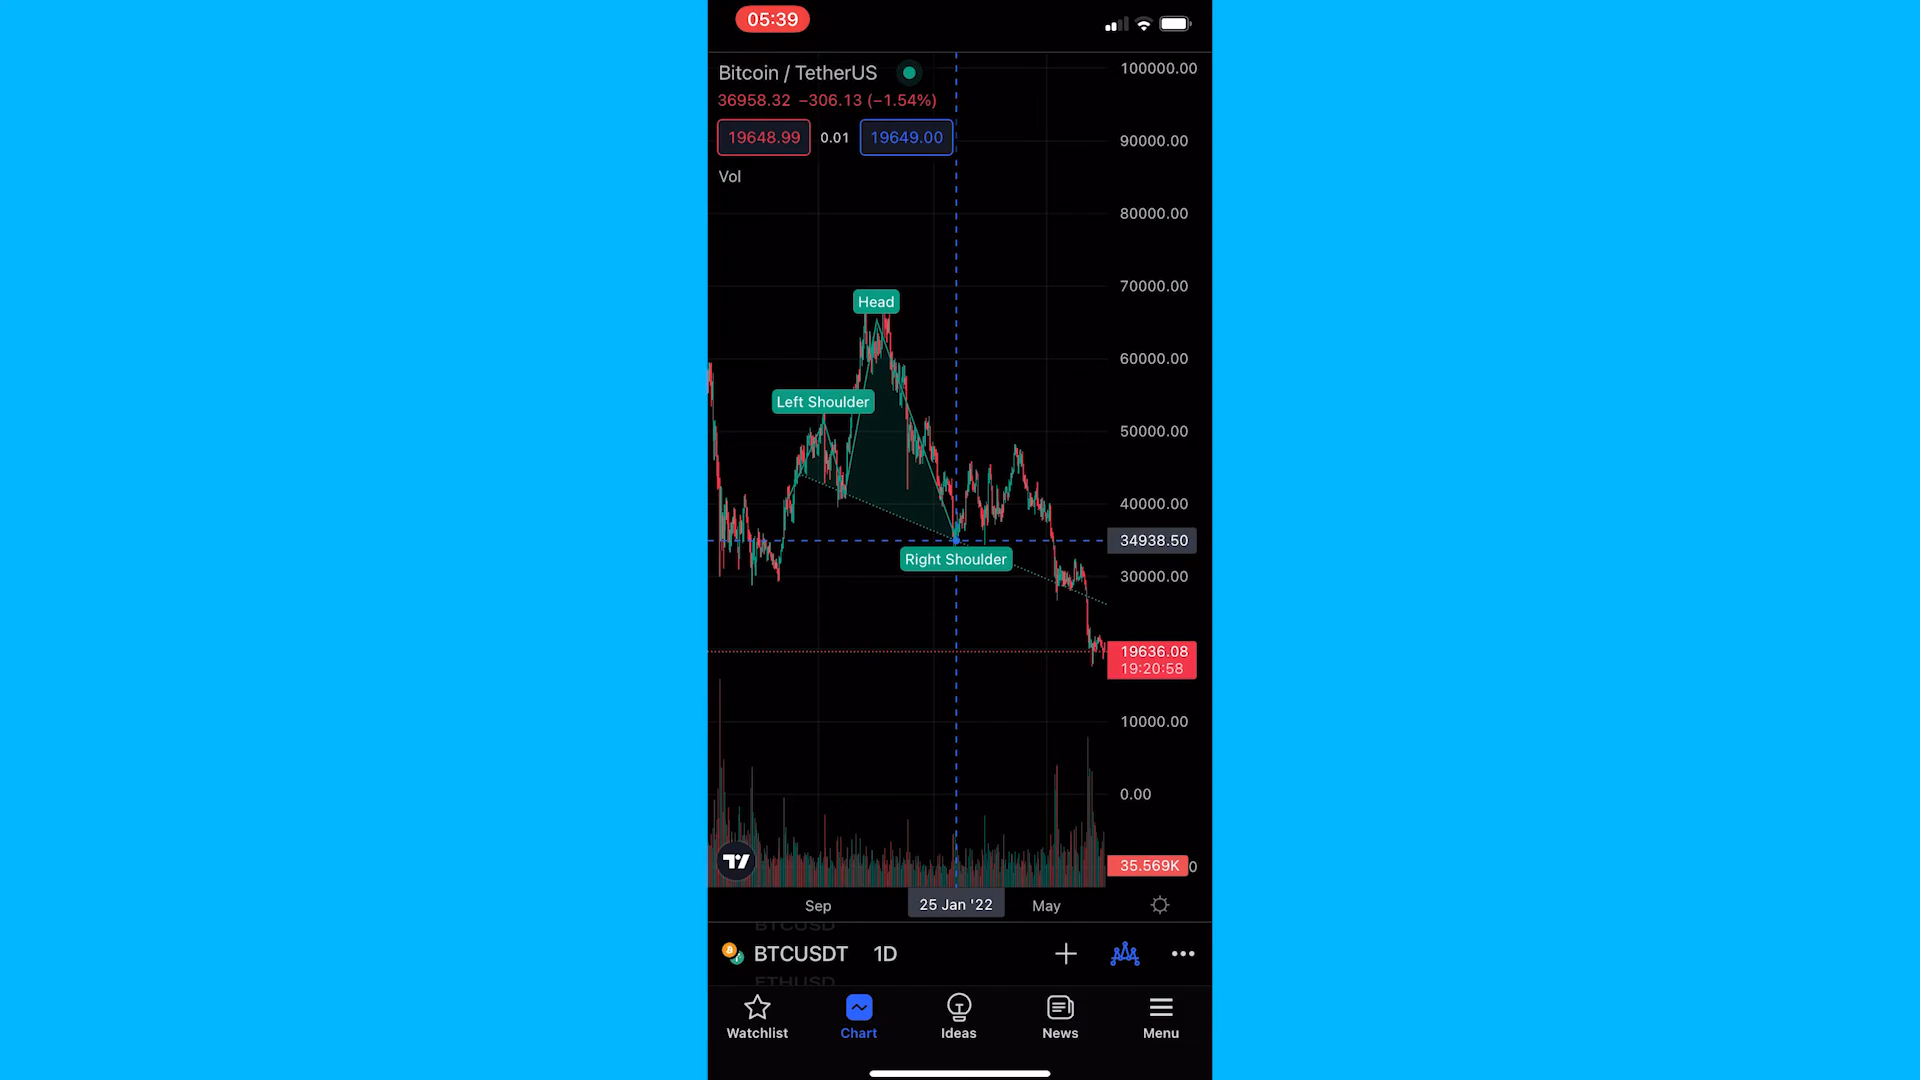 05:39
Bitcoin / TetherUS
36958.32 −306.13 (−1.54%)
19648.99 0.01 19649.00
Vol
100000.00
90000.00
80000.00
70000.00
60000.00
50000.00
40000.00
34938.50
30000.00
19636.08
19:20:58
10000.00
0.00
35.569K 0
Head
Left Shoulder
Right Shoulder
Sep 25 Jan '22 May
BTCUSD
BTCUSDT 1D
ETHUSD
Watchlist Chart Ideas News Menu